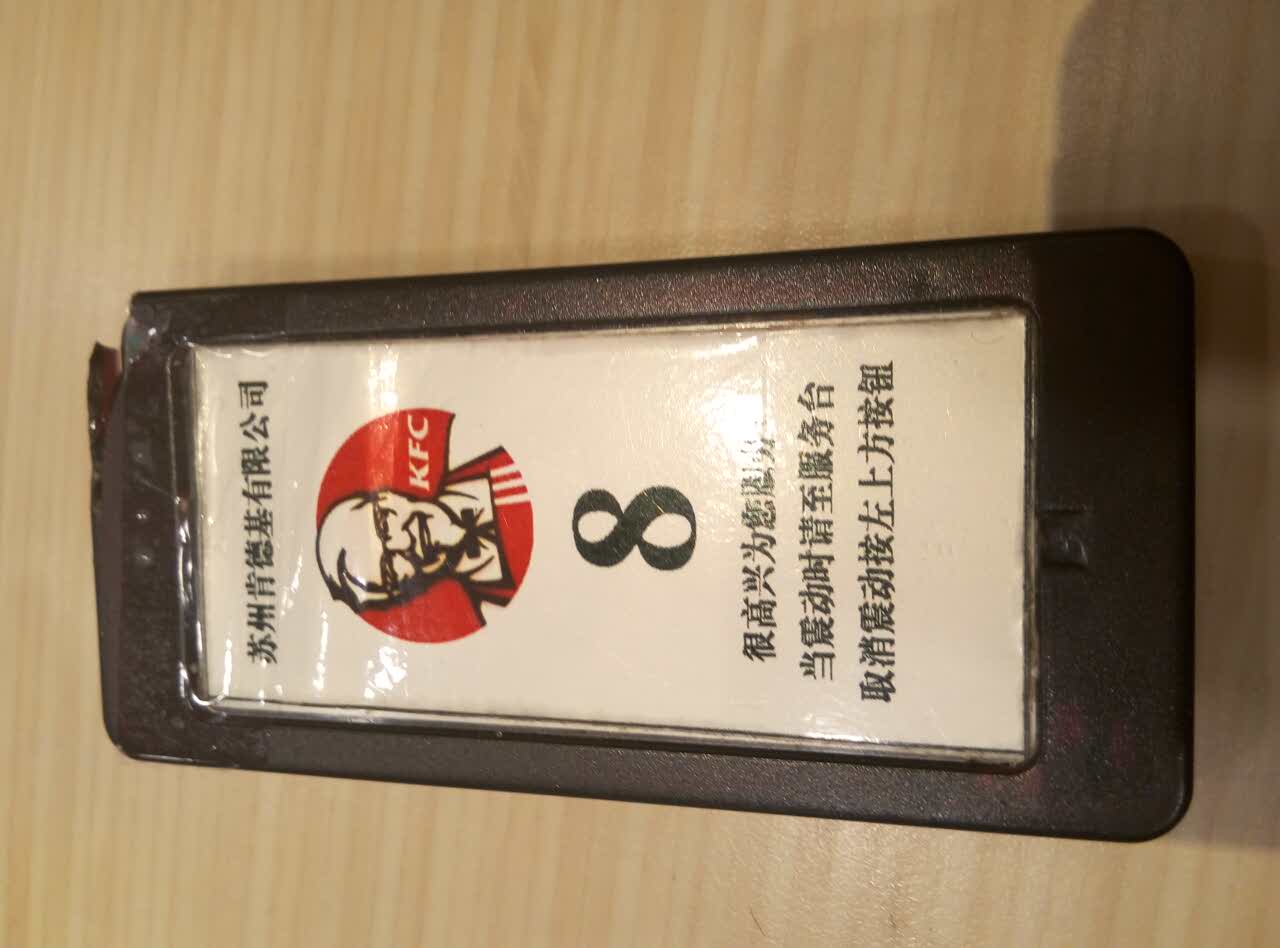 苏州肯德基有限公司
KFC
8
很高兴为您服务
当震动时请至服务台
取消震动按左上方按钮